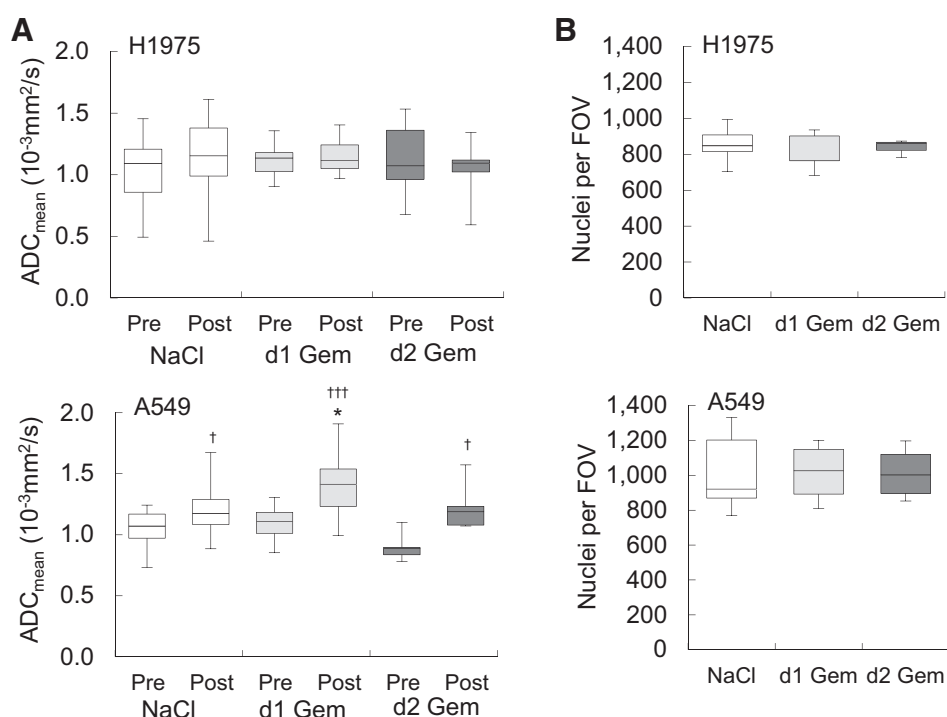 A
H1975
ADCmean (10-3mm2/s)
2.0
1.5
1.0
0.5
0.0
Pre Post Pre Post Pre Post
NaCl d1 Gem d2 Gem
B
H1975
Nuclei per FOV
1,400
1,200
1,000
800
600
400
200
0
NaCl d1 Gem d2 Gem
A549
ADCmean (10-3mm2/s)
2.0
1.5
1.0
0.5
0.0
†
†††
*
†
Pre Post Pre Post Pre Post
NaCl d1 Gem d2 Gem
A549
Nuclei per FOV
1,400
1,200
1,000
800
600
400
200
0
NaCl d1 Gem d2 Gem